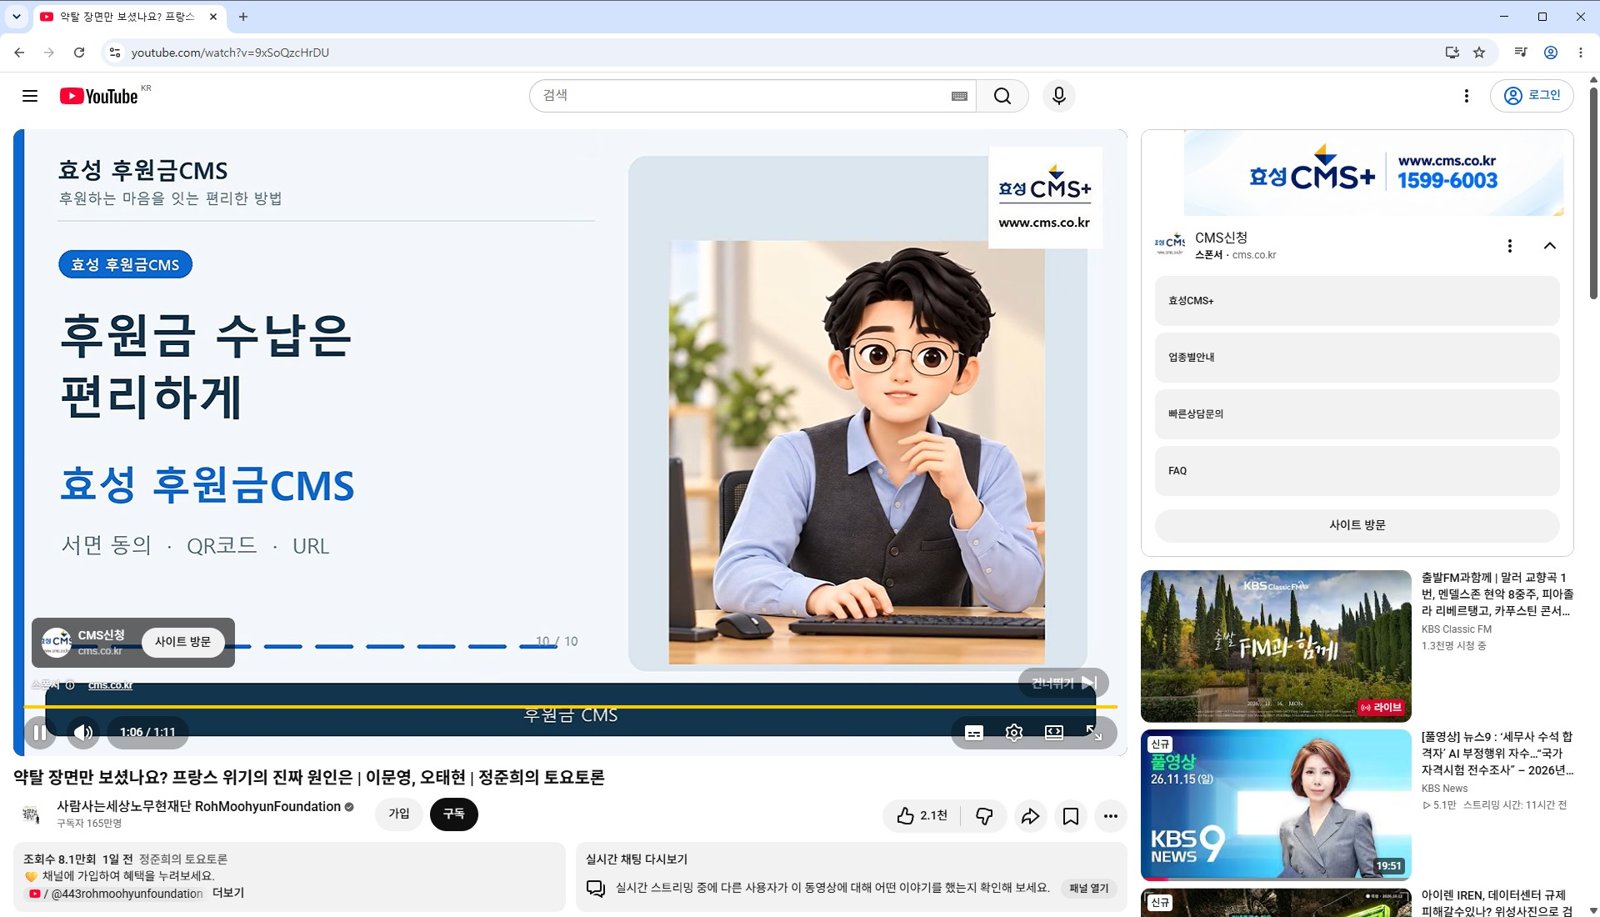 약탈 장면만 보셨나요? 프랑스
youtube.com/watch?v=9xSoQzcHrDU
YouTube KR
검색
로그인
효성 후원금CMS
후원하는 마음을 잇는 편리한 방법
효성 CMS+
www.cms.co.kr
효성 후원금CMS
후원금 수납은
편리하게
효성 후원금CMS
서면 동의 · QR코드 · URL
CMS신청
cms.co.kr
사이트 방문
10 / 10
스폰서
cms.co.kr
건너뛰기
후원금 CMS
1:06 / 1:11
약탈 장면만 보셨나요? 프랑스 위기의 진짜 원인은 | 이문영, 오태현 | 정준희의 토요토론
사람사는세상노무현재단 RohMoohyunFoundation
구독자 165만명
가입
구독
2.1천
조회수 8.1만회 1일 전 정준희의 토요토론
🧡 채널에 가입하여 혜택을 누려보세요.
/ @443rohmoohyunfoundation 더보기
실시간 채팅 다시보기
실시간 스트리밍 중에 다른 사용자가 이 동영상에 대해 어떤 이야기를 했는지 확인해 보세요.
패널 열기
효성 CMS+
www.cms.co.kr
1599-6003
CMS신청
스폰서 · cms.co.kr
효성CMS+
업종별안내
빠른상담문의
FAQ
사이트 방문
KBS Classic FM
출발 FM과 함께
라이브
출발FM과함께 | 말러 교향곡 1
번, 멘델스존 현악 8중주, 피아졸
라 리베르탱고, 카푸스틴 콘서...
KBS Classic FM
1.3천명 시청 중
신규
풀영상
26.11.15(일)
KBS 9
NEWS
19:51
[풀영상] 뉴스9 : ‘세무사 수석 합
격자’ AI 부정행위 자수…“국가
자격시험 전수조사” – 2026년...
KBS News
5.1만 스트리밍 시간: 11시간 전
신규
아이렌 IREN, 데이터센터 규제
피해갈수있나? 위성사진으로 검